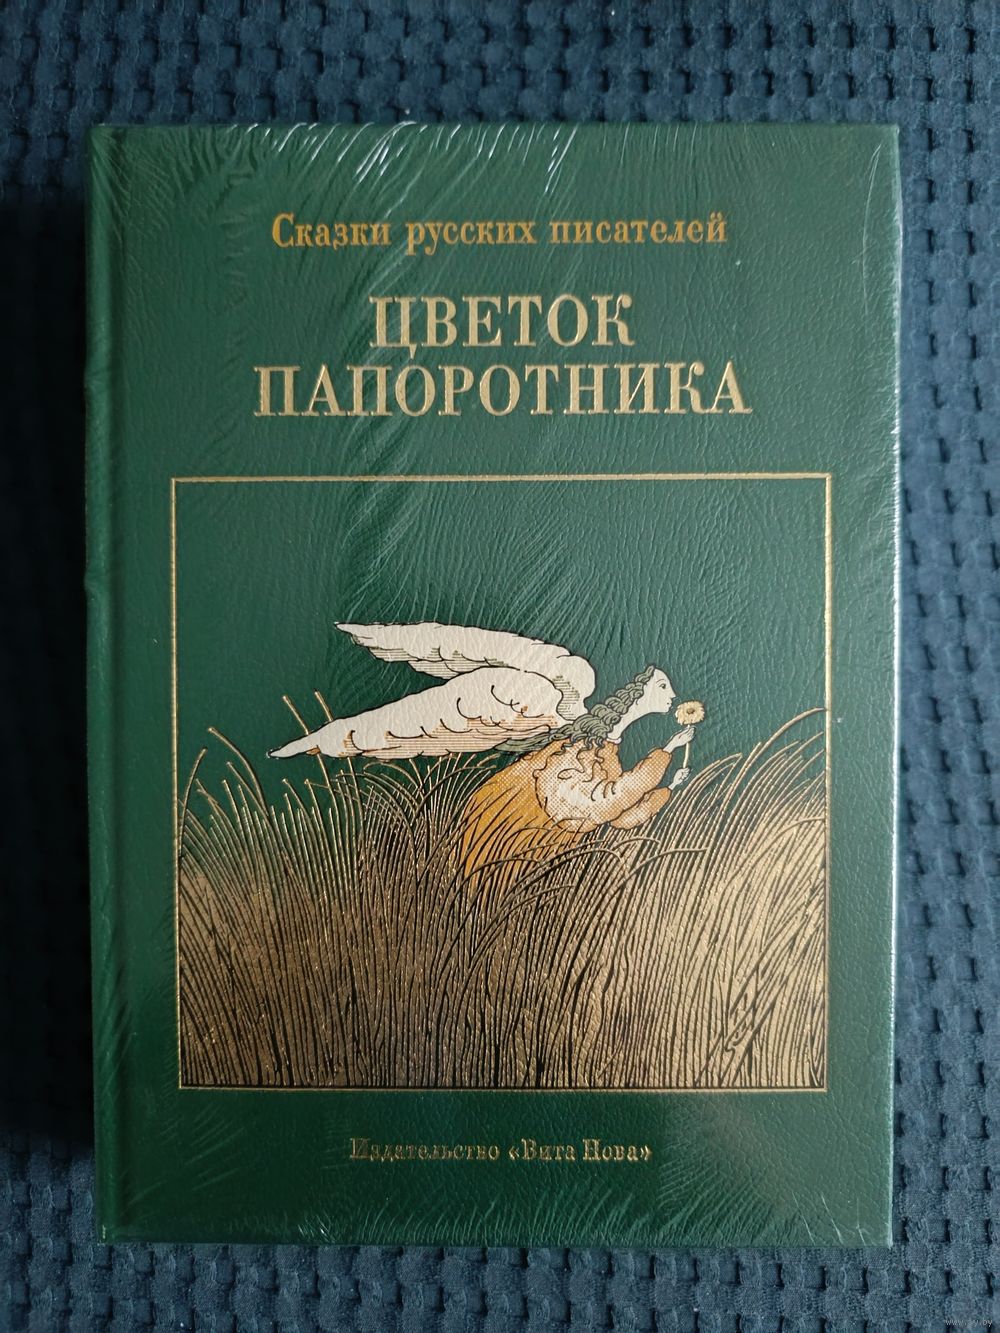 Сказки русских писателей
ЦВЕТОК
ПАПОРОТНИКА
Издательство «Вита Нова»